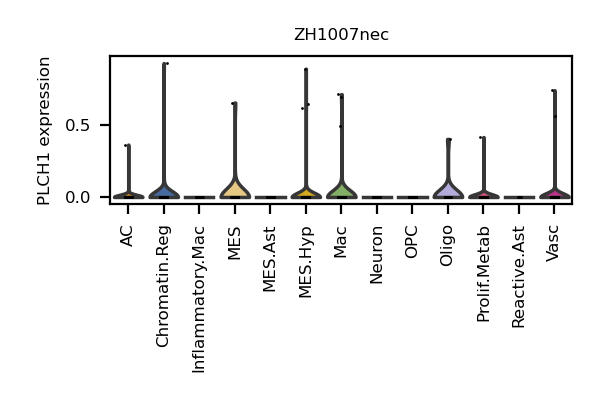 ZH1007nec
PLCH1 expression
0.5
0.0
AC
Chromatin.Reg
Inflammatory.Mac
MES
MES.Ast
MES.Hyp
Mac
Neuron
OPC
Oligo
Prolif.Metab
Reactive.Ast
Vasc